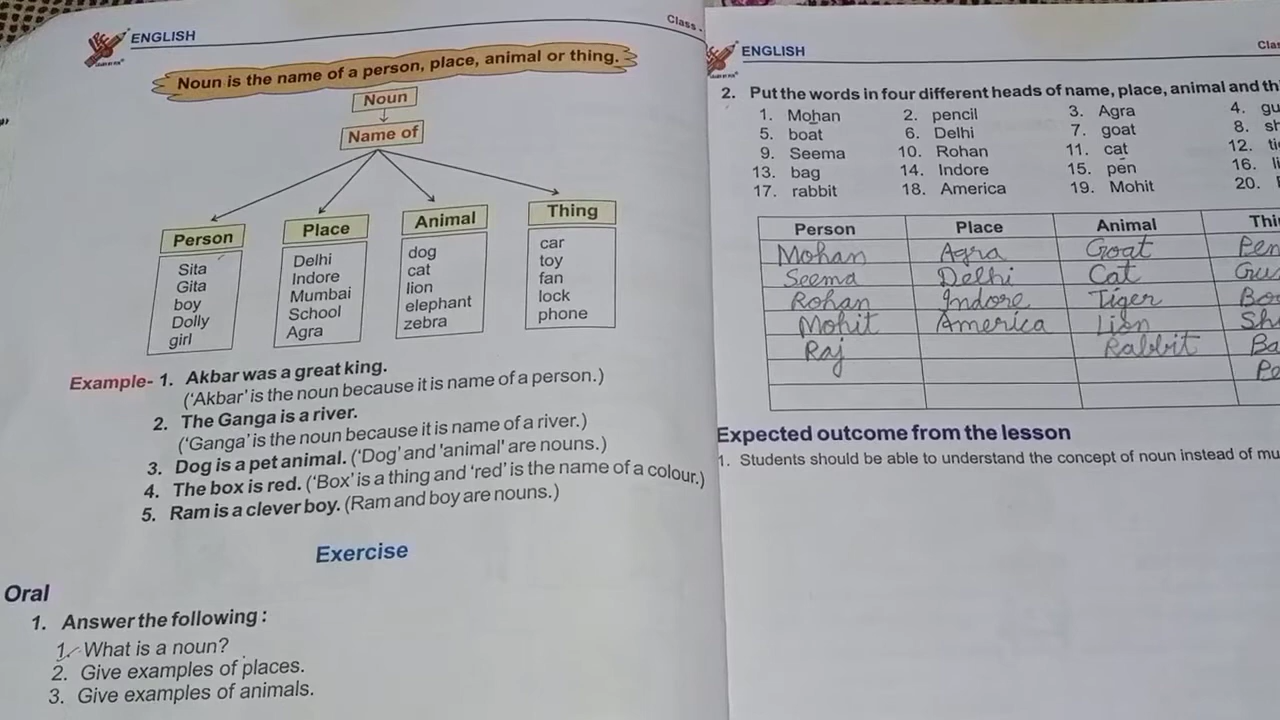 ENGLISH
Class
Noun is the name of a person, place, animal or thing.
Noun
Name of
Person
Sita
Gita
boy
Dolly
girl
Place
Delhi
Indore
Mumbai
School
Agra
Animal
dog
cat
lion
elephant
zebra
Thing
car
toy
fan
lock
phone
Example- 1. Akbar was a great king.
('Akbar' is the noun because it is name of a person.)
2. The Ganga is a river.
('Ganga' is the noun because it is name of a river.)
3. Dog is a pet animal. ('Dog' and 'animal' are nouns.)
4. The box is red. ('Box' is a thing and 'red' is the name of a colour.)
5. Ram is a clever boy. (Ram and boy are nouns.)
Exercise
Oral
1. Answer the following :
1. What is a noun?
2. Give examples of places.
3. Give examples of animals.
ENGLISH
2. Put the words in four different heads of name, place, animal and
1. Mohan 2. pencil 3. Agra 4.
5. boat 6. Delhi 7. goat 8.
9. Seema 10. Rohan 11. cat 12.
13. bag 14. Indore 15. pen 16.
17. rabbit 18. America 19. Mohit 20.
Person Place Animal
Mohan Agra Goat
Seema Delhi Cat
Rohan Indore Tiger
Mohit America Lion
Raj Rabbit
Expected outcome from the lesson
1. Students should be able to understand the concept of noun instead of